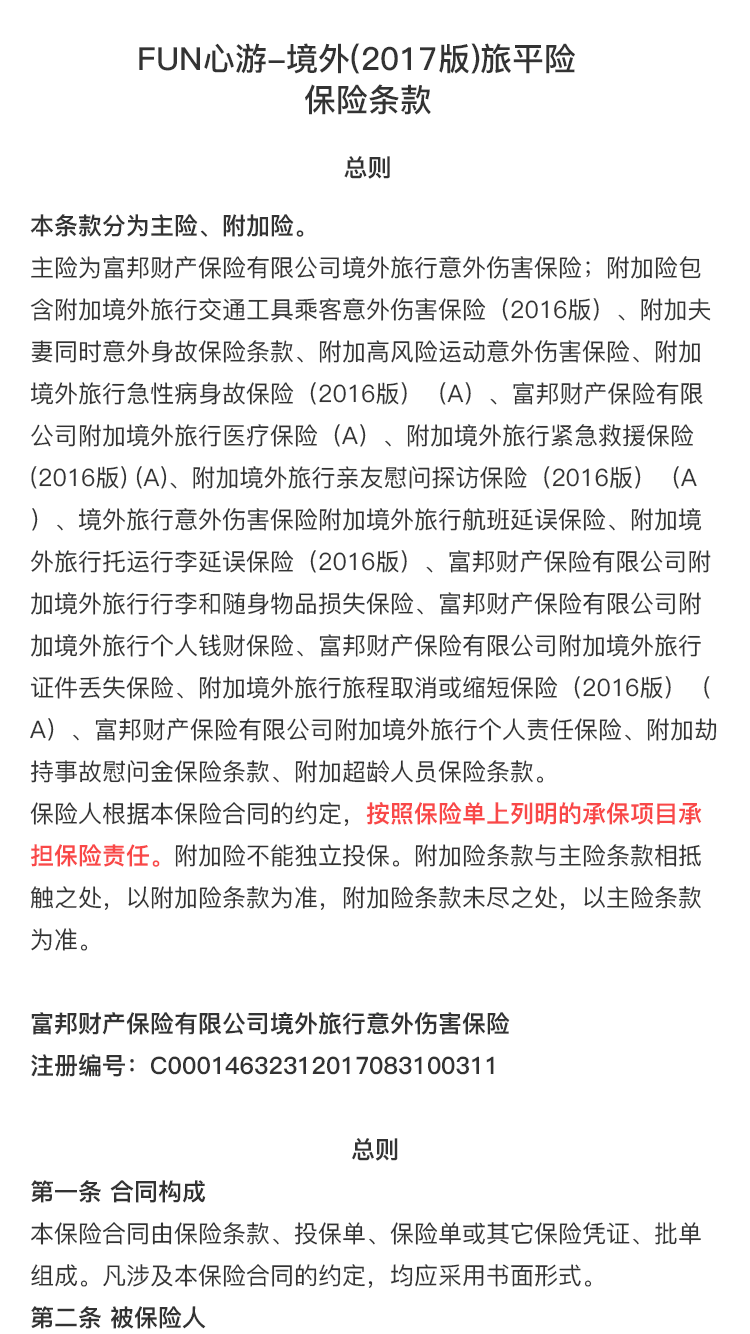 FUN心游-境外(2017版)旅平险
保险条款
总则
本条款分为主险、附加险。
主险为富邦财产保险有限公司境外旅行意外伤害保险；附加险包
含附加境外旅行交通工具乘客意外伤害保险（2016版）、附加夫
妻同时意外身故保险条款、附加高风险运动意外伤害保险、附加
境外旅行急性病身故保险（2016版）（A）、富邦财产保险有限
公司附加境外旅行医疗保险（A）、附加境外旅行紧急救援保险
(2016版) (A)、附加境外旅行亲友慰问探访保险（2016版）（A
）、境外旅行意外伤害保险附加境外旅行航班延误保险、附加境
外旅行托运行李延误保险（2016版）、富邦财产保险有限公司附
加境外旅行行李和随身物品损失保险、富邦财产保险有限公司附
加境外旅行个人钱财保险、富邦财产保险有限公司附加境外旅行
证件丢失保险、附加境外旅行旅程取消或缩短保险（2016版）（
A）、富邦财产保险有限公司附加境外旅行个人责任保险、附加劫
持事故慰问金保险条款、附加超龄人员保险条款。
保险人根据本保险合同的约定，按照保险单上列明的承保项目承
担保险责任。附加险不能独立投保。附加险条款与主险条款相抵
触之处，以附加险条款为准，附加险条款未尽之处，以主险条款
为准。
富邦财产保险有限公司境外旅行意外伤害保险
注册编号：C00014632312017083100311
总则
第一条 合同构成
本保险合同由保险条款、投保单、保险单或其它保险凭证、批单
组成。凡涉及本保险合同的约定，均应采用书面形式。
第二条 被保险人